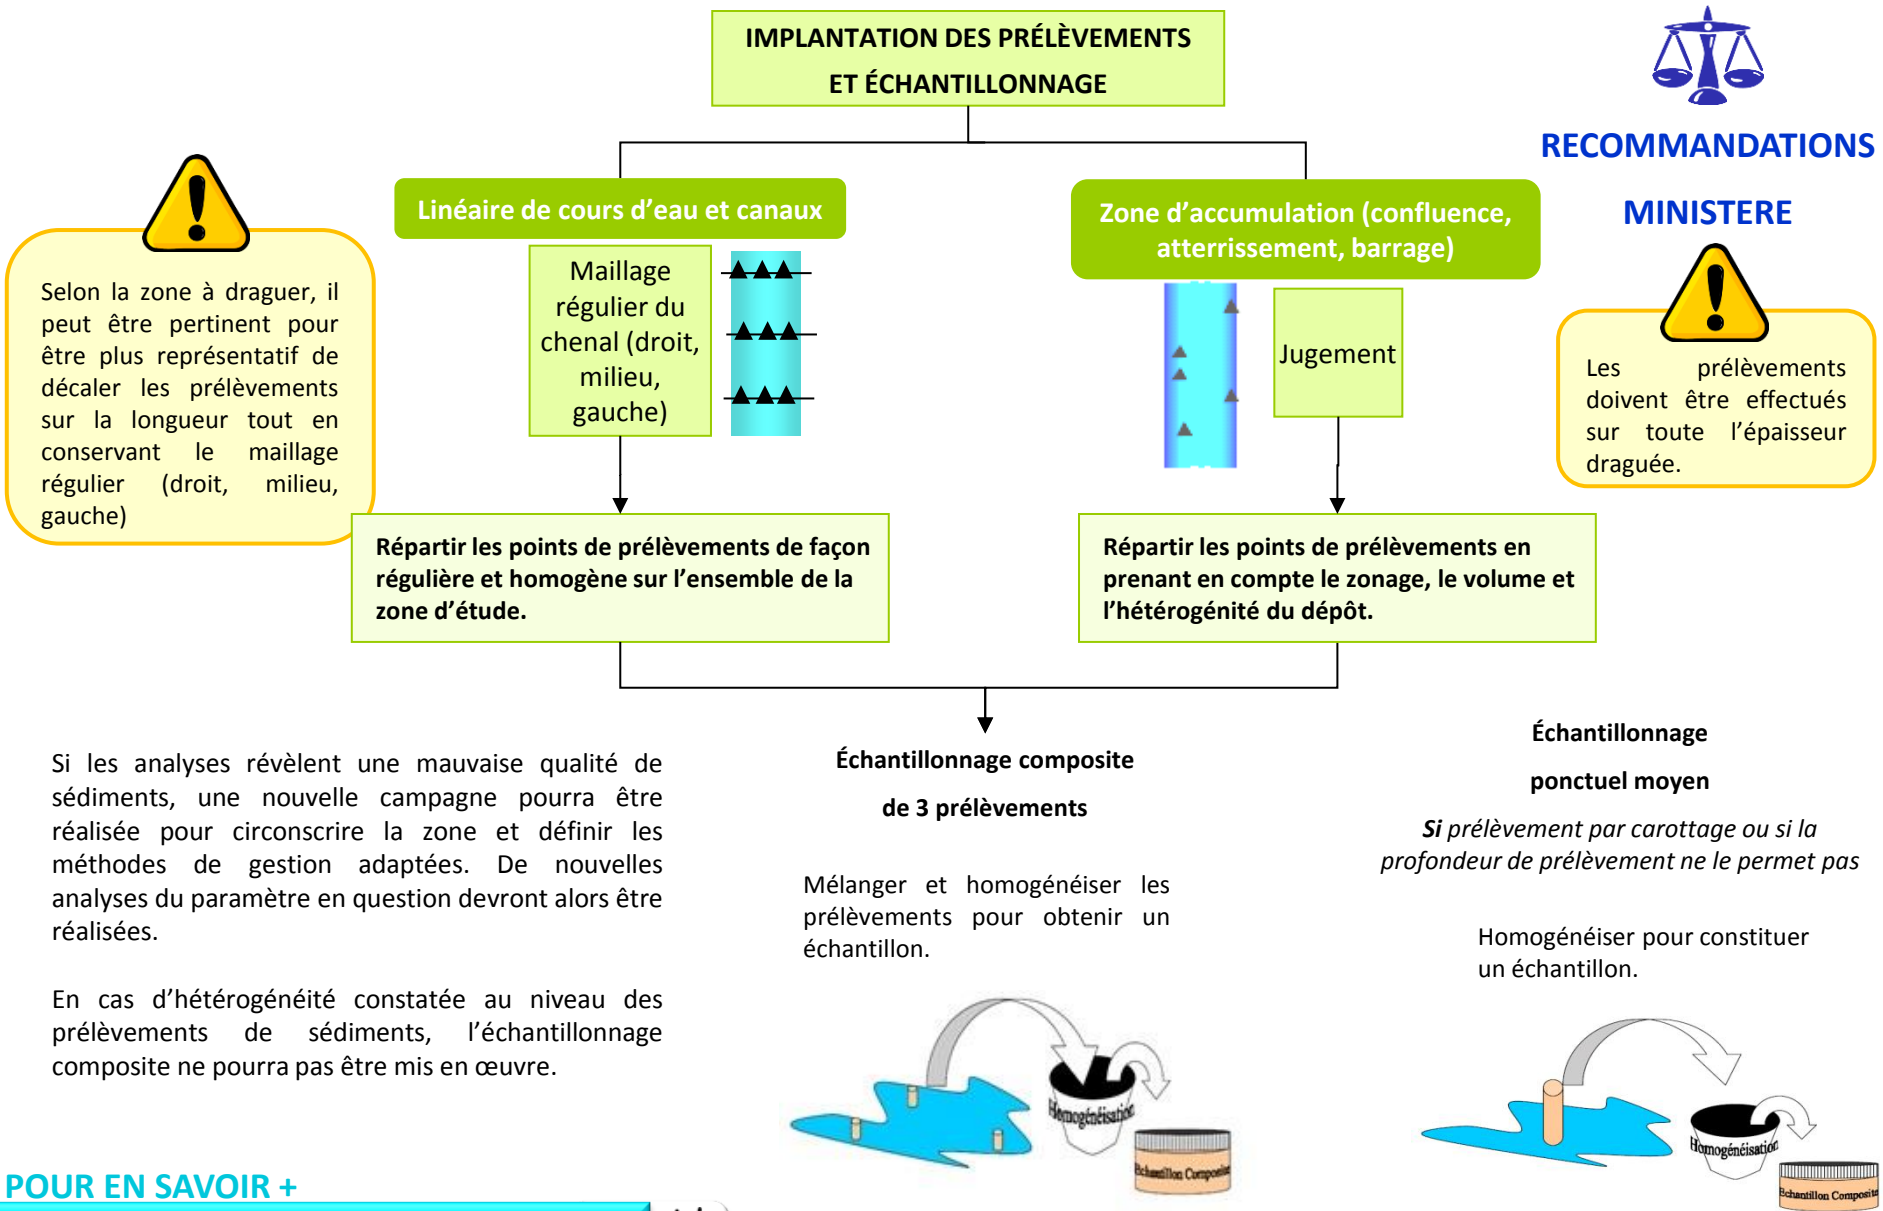 IMPLANTATION DES PRÉLÈVEMENTS
ET ÉCHANTILLONNAGE
RECOMMANDATIONS
MINISTERE
Linéaire de cours d’eau et canaux
Zone d’accumulation (confluence,
atterrissement, barrage)
Selon la zone à draguer, il
peut être pertinent pour
être plus représentatif de
décaler les prélèvements
sur la longueur tout en
conservant le maillage
régulier (droit, milieu,
gauche)
Maillage
régulier du
chenal (droit,
milieu,
gauche)
Jugement
Les prélèvements
doivent être effectués
sur toute l’épaisseur
draguée.
Répartir les points de prélèvements de façon
régulière et homogène sur l’ensemble de la
zone d’étude.
Répartir les points de prélèvements en
prenant en compte le zonage, le volume et
l’hétérogénité du dépôt.
Si les analyses révèlent une mauvaise qualité de
sédiments, une nouvelle campagne pourra être
réalisée pour circonscrire la zone et définir les
méthodes de gestion adaptées. De nouvelles
analyses du paramètre en question devront alors être
réalisées.
En cas d’hétérogénéité constatée au niveau des
prélèvements de sédiments, l’échantillonnage
composite ne pourra pas être mis en œuvre.
Échantillonnage composite
de 3 prélèvements
Mélanger et homogénéiser les
prélèvements pour obtenir un
échantillon.
Homogénéisation
Echantillon Composite
Échantillonnage
ponctuel moyen
Si prélèvement par carottage ou si la
profondeur de prélèvement ne le permet pas
Homogénéiser pour constituer
un échantillon.
Homogénéisation
Echantillon Composite
POUR EN SAVOIR +